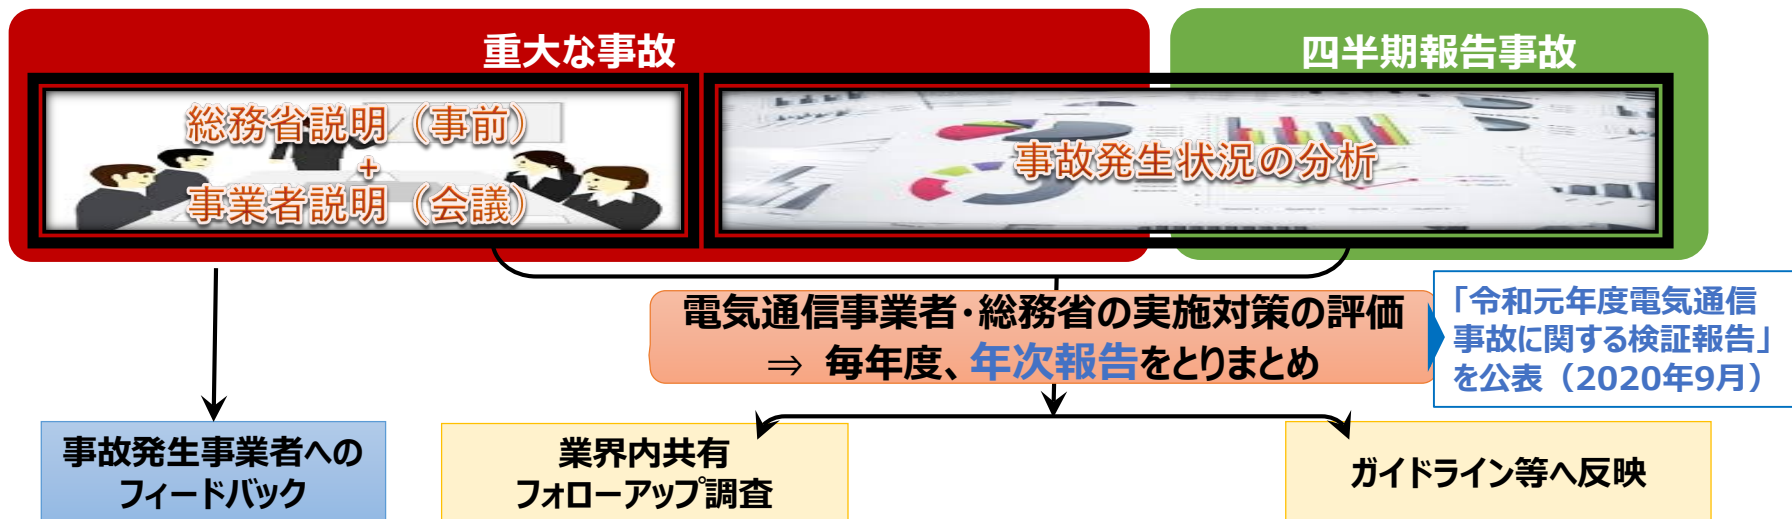 重大な事故
四半期報告事故
総務省説明（事前）
+
事業者説明（会議）
事故発生状況の分析
電気通信事業者・総務省の実施対策の評価
⇒ 毎年度、年次報告をとりまとめ
「令和元年度電気通信
事故に関する検証報告」
を公表（2020年9月）
事故発生事業者への
フィードバック
業界内共有
フォローアップ調査
ガイドライン等へ反映